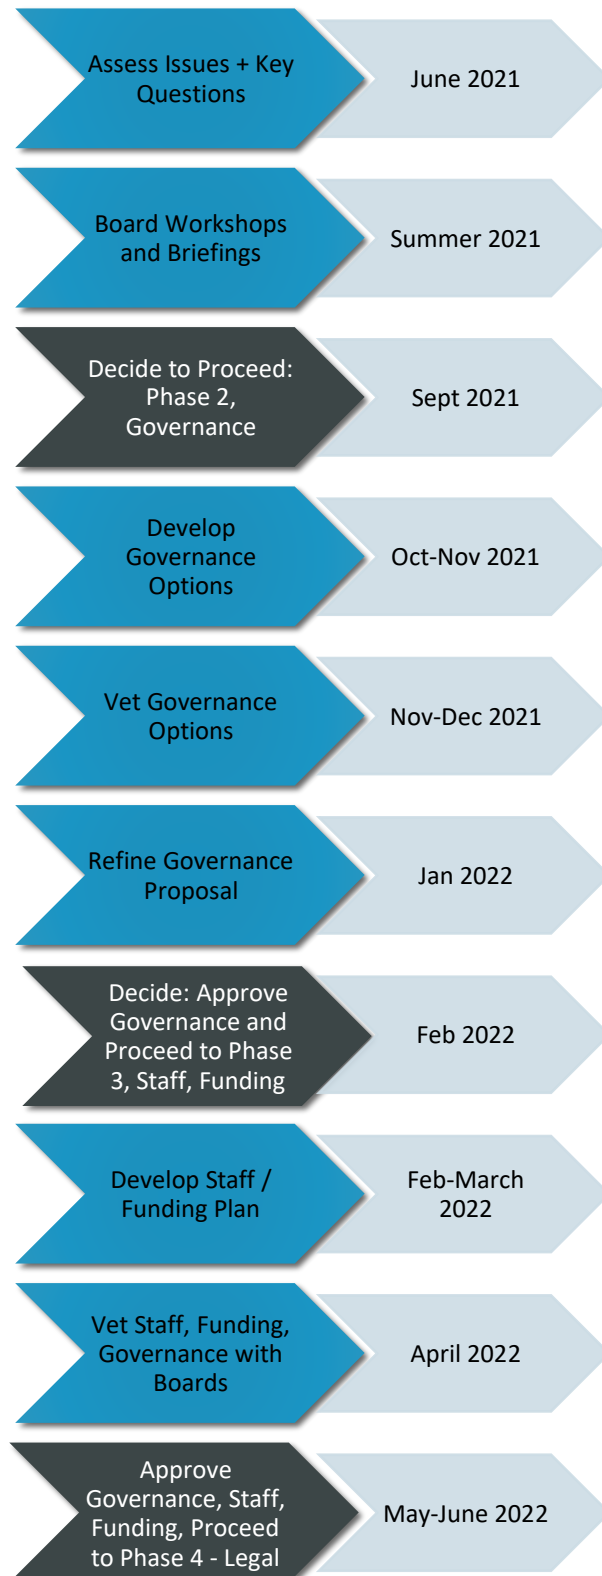 Assess Issues + Key
Questions
June 2021
Board Workshops
and Briefings
Summer 2021
Decide to Proceed:
Phase 2,
Governance
Sept 2021
Develop
Governance
Options
Oct-Nov 2021
Vet Governance
Options
Nov-Dec 2021
Refine Governance
Proposal
Jan 2022
Decide: Approve
Governance and
Proceed to Phase
3, Staff, Funding
Feb 2022
Develop Staff /
Funding Plan
Feb-March
2022
Vet Staff, Funding,
Governance with
Boards
April 2022
Approve
Governance, Staff,
Funding, Proceed
to Phase 4 - Legal
May-June 2022